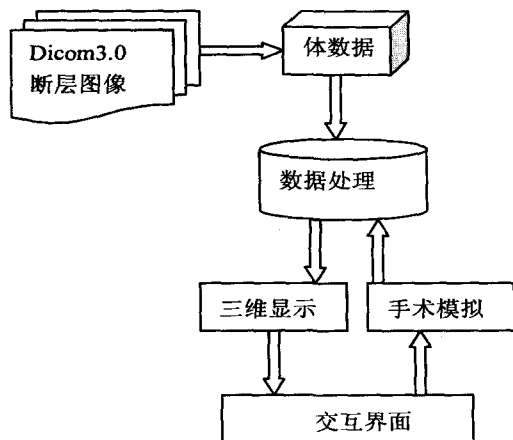 Dicom3.0
断层图像
体数据
数据处理
三维显示
手术模拟
交互界面